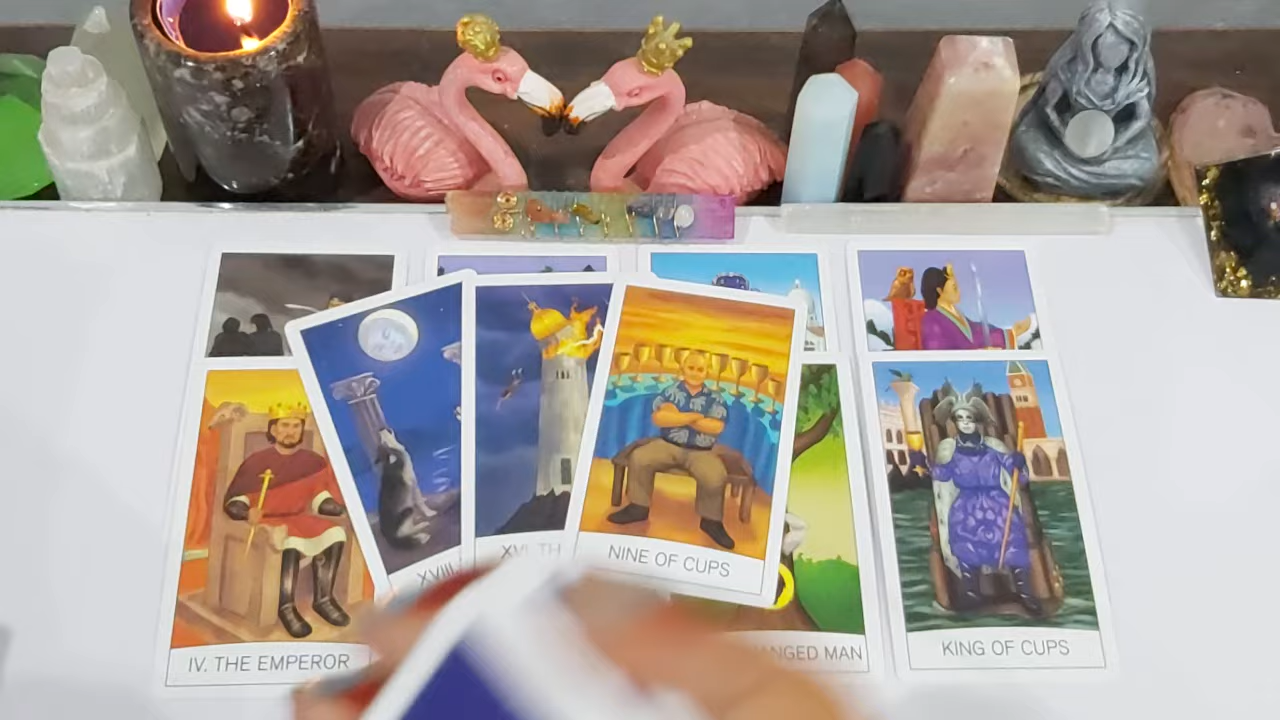 XVIII
XVI. TH
NINE OF CUPS
IV. THE EMPEROR
ANGED MAN
KING OF CUPS